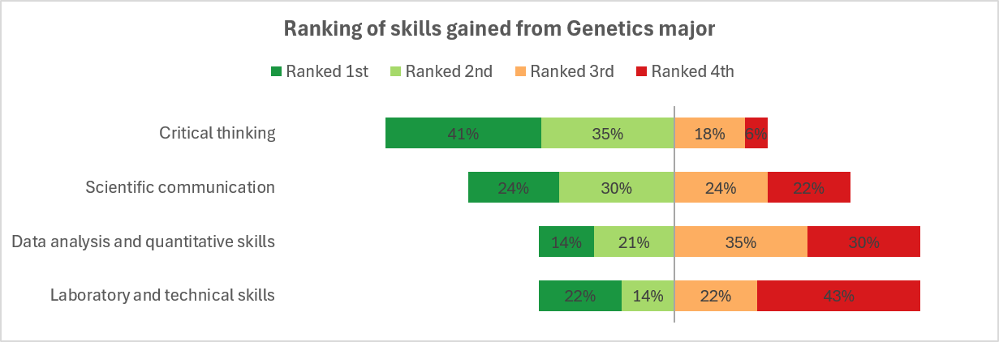 Ranking of skills gained from Genetics major
Ranked 1st Ranked 2nd Ranked 3rd Ranked 4th
Critical thinking 41% 35% 18% 6%
Scientific communication 24% 30% 24% 22%
Data analysis and quantitative skills 14% 21% 35% 30%
Laboratory and technical skills 22% 14% 22% 43%